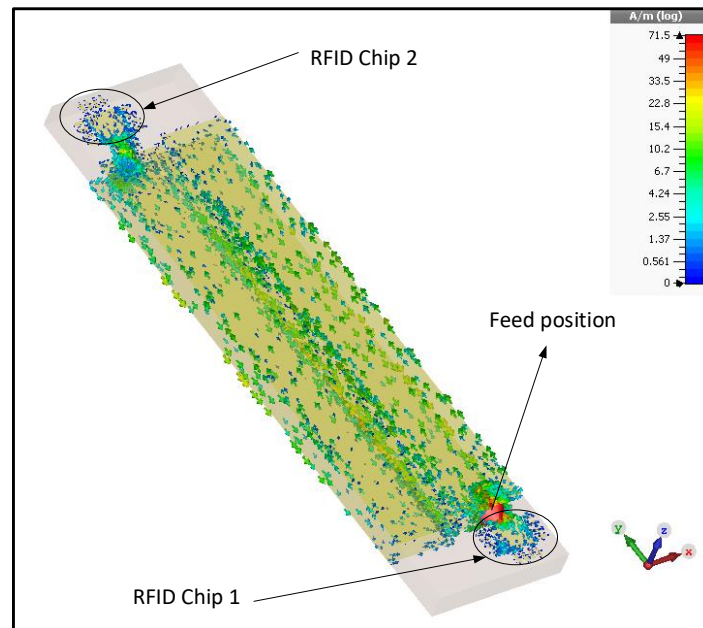 A/m (log)
71.5
49
33.5
22.8
15.4
10.2
6.7
4.24
2.55
1.37
0.561
0
RFID Chip 2
Feed position
RFID Chip 1
y
z
x